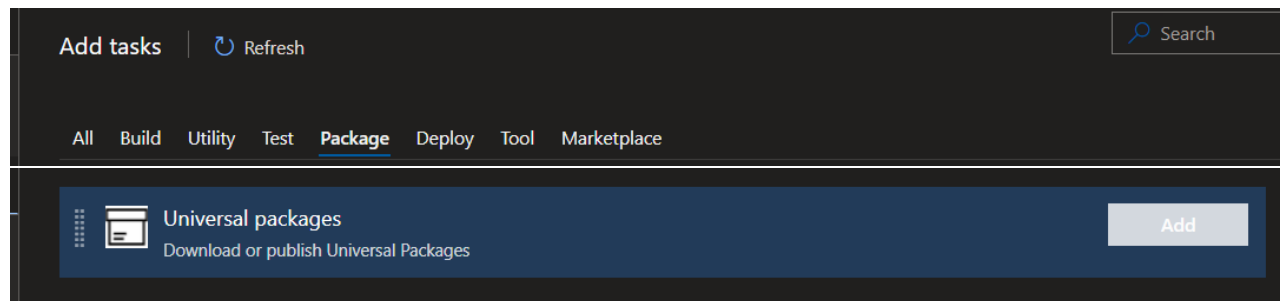 Add tasks Refresh Search
All Build Utility Test Package Deploy Tool Marketplace
Universal packages
Download or publish Universal Packages
Add